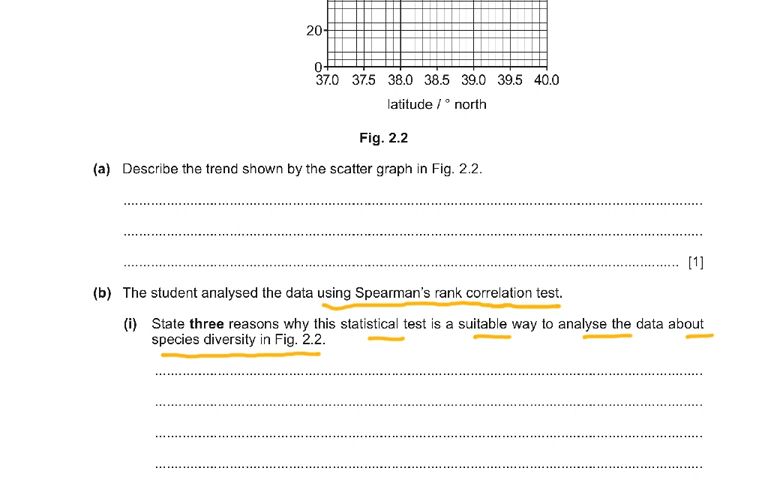 20
0
37.0 37.5 38.0 38.5 39.0 39.5 40.0
latitude / ° north
Fig. 2.2
(a) Describe the trend shown by the scatter graph in Fig. 2.2.
[1]
(b) The student analysed the data using Spearman's rank correlation test.
(i) State three reasons why this statistical test is a suitable way to analyse the data about
species diversity in Fig. 2.2.